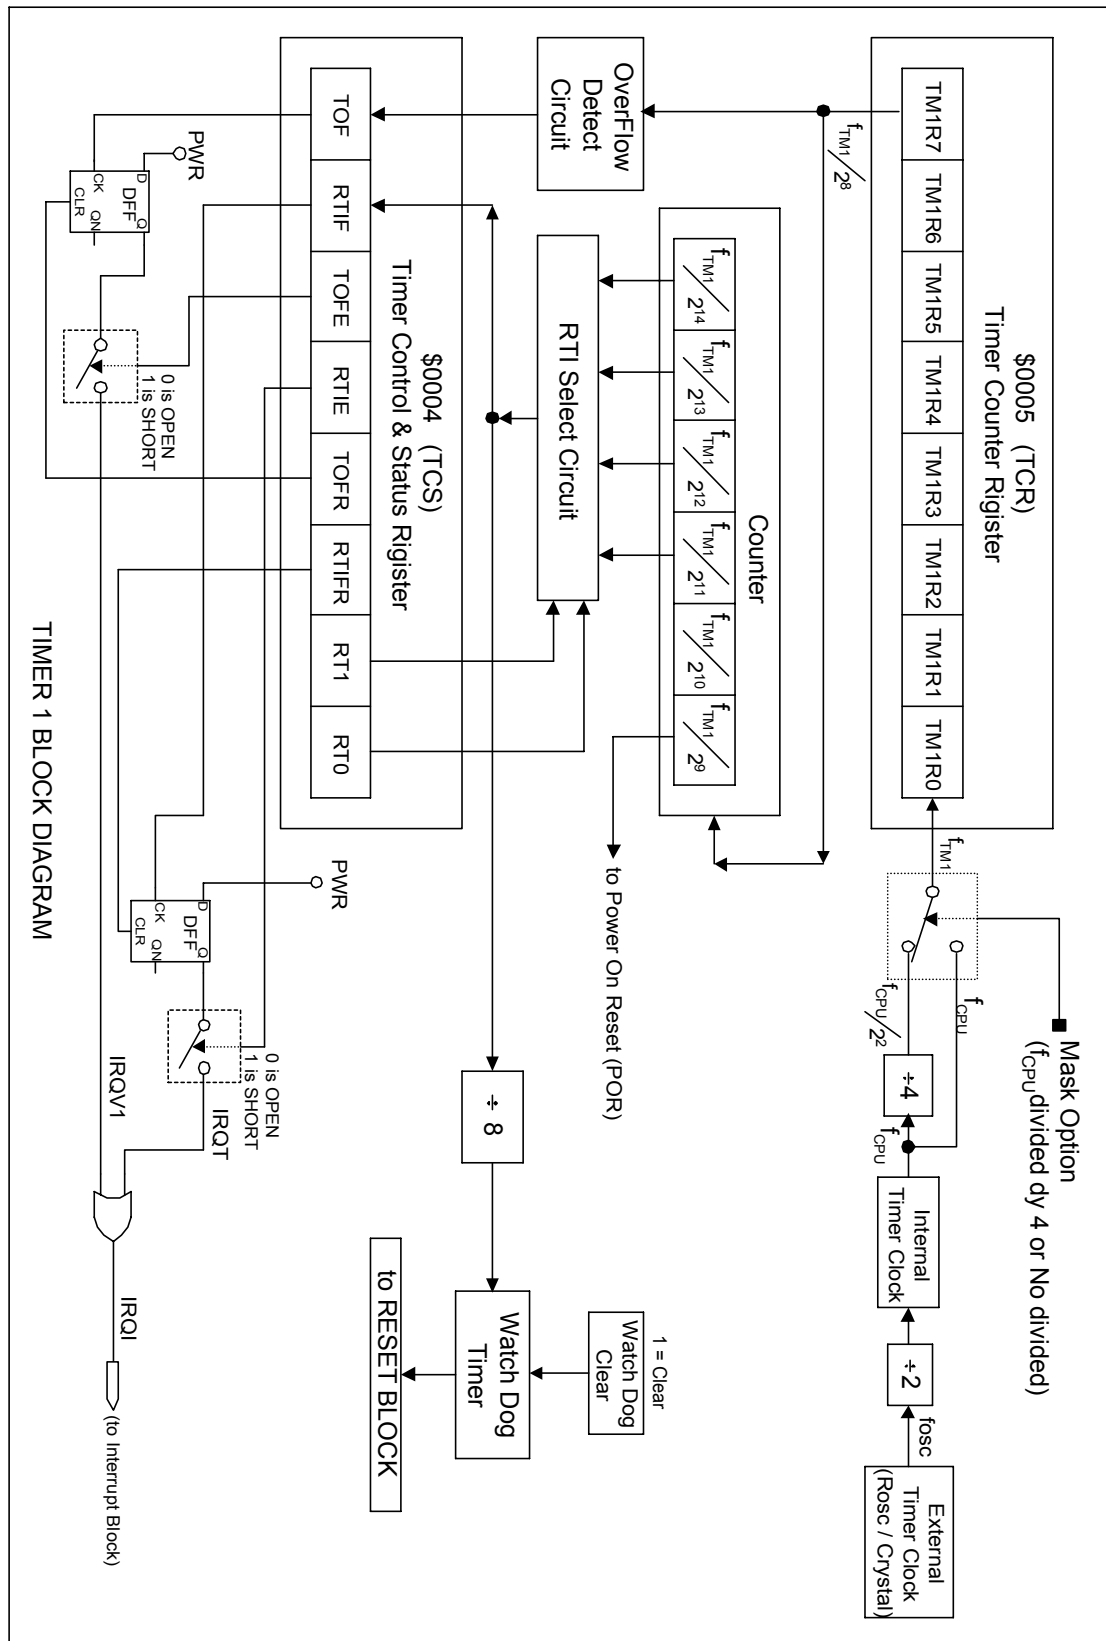 Mask Option
(fCPU divided dy 4 or No divided)
$0005 (TCR)
Timer Counter Rigister
TM1R7 TM1R6 TM1R5 TM1R4 TM1R3 TM1R2 TM1R1 TM1R0
fTM1
fCPU
fCPU/2²
÷4
fCPU
Internal
Timer Clock
÷2
fosc
External
Timer Clock
(Rosc / Crystal)
fTM1/2⁸
Counter
fTM1/2¹⁴ fTM1/2¹³ fTM1/2¹² fTM1/2¹¹ fTM1/2¹⁰ fTM1/2⁹
to Power On Reset (POR)
OverFlow
Detect
Circuit
RTI Select Circuit
÷ 8
1 = Clear
Watch Dog
Clear
Watch Dog
Timer
to RESET BLOCK
$0004 (TCS)
Timer Control & Status Rigister
TOF RTIF TOFE RTIE TOFR RTIFR RT1 RT0
PWR
D Q
DFF
CK QN
CLR
0 is OPEN
1 is SHORT
PWR
D Q
DFF
CK QN
CLR
0 is OPEN
1 is SHORT
IRQT
IRQV1
IRQI
(to Interrupt Block)
TIMER 1 BLOCK DIAGRAM